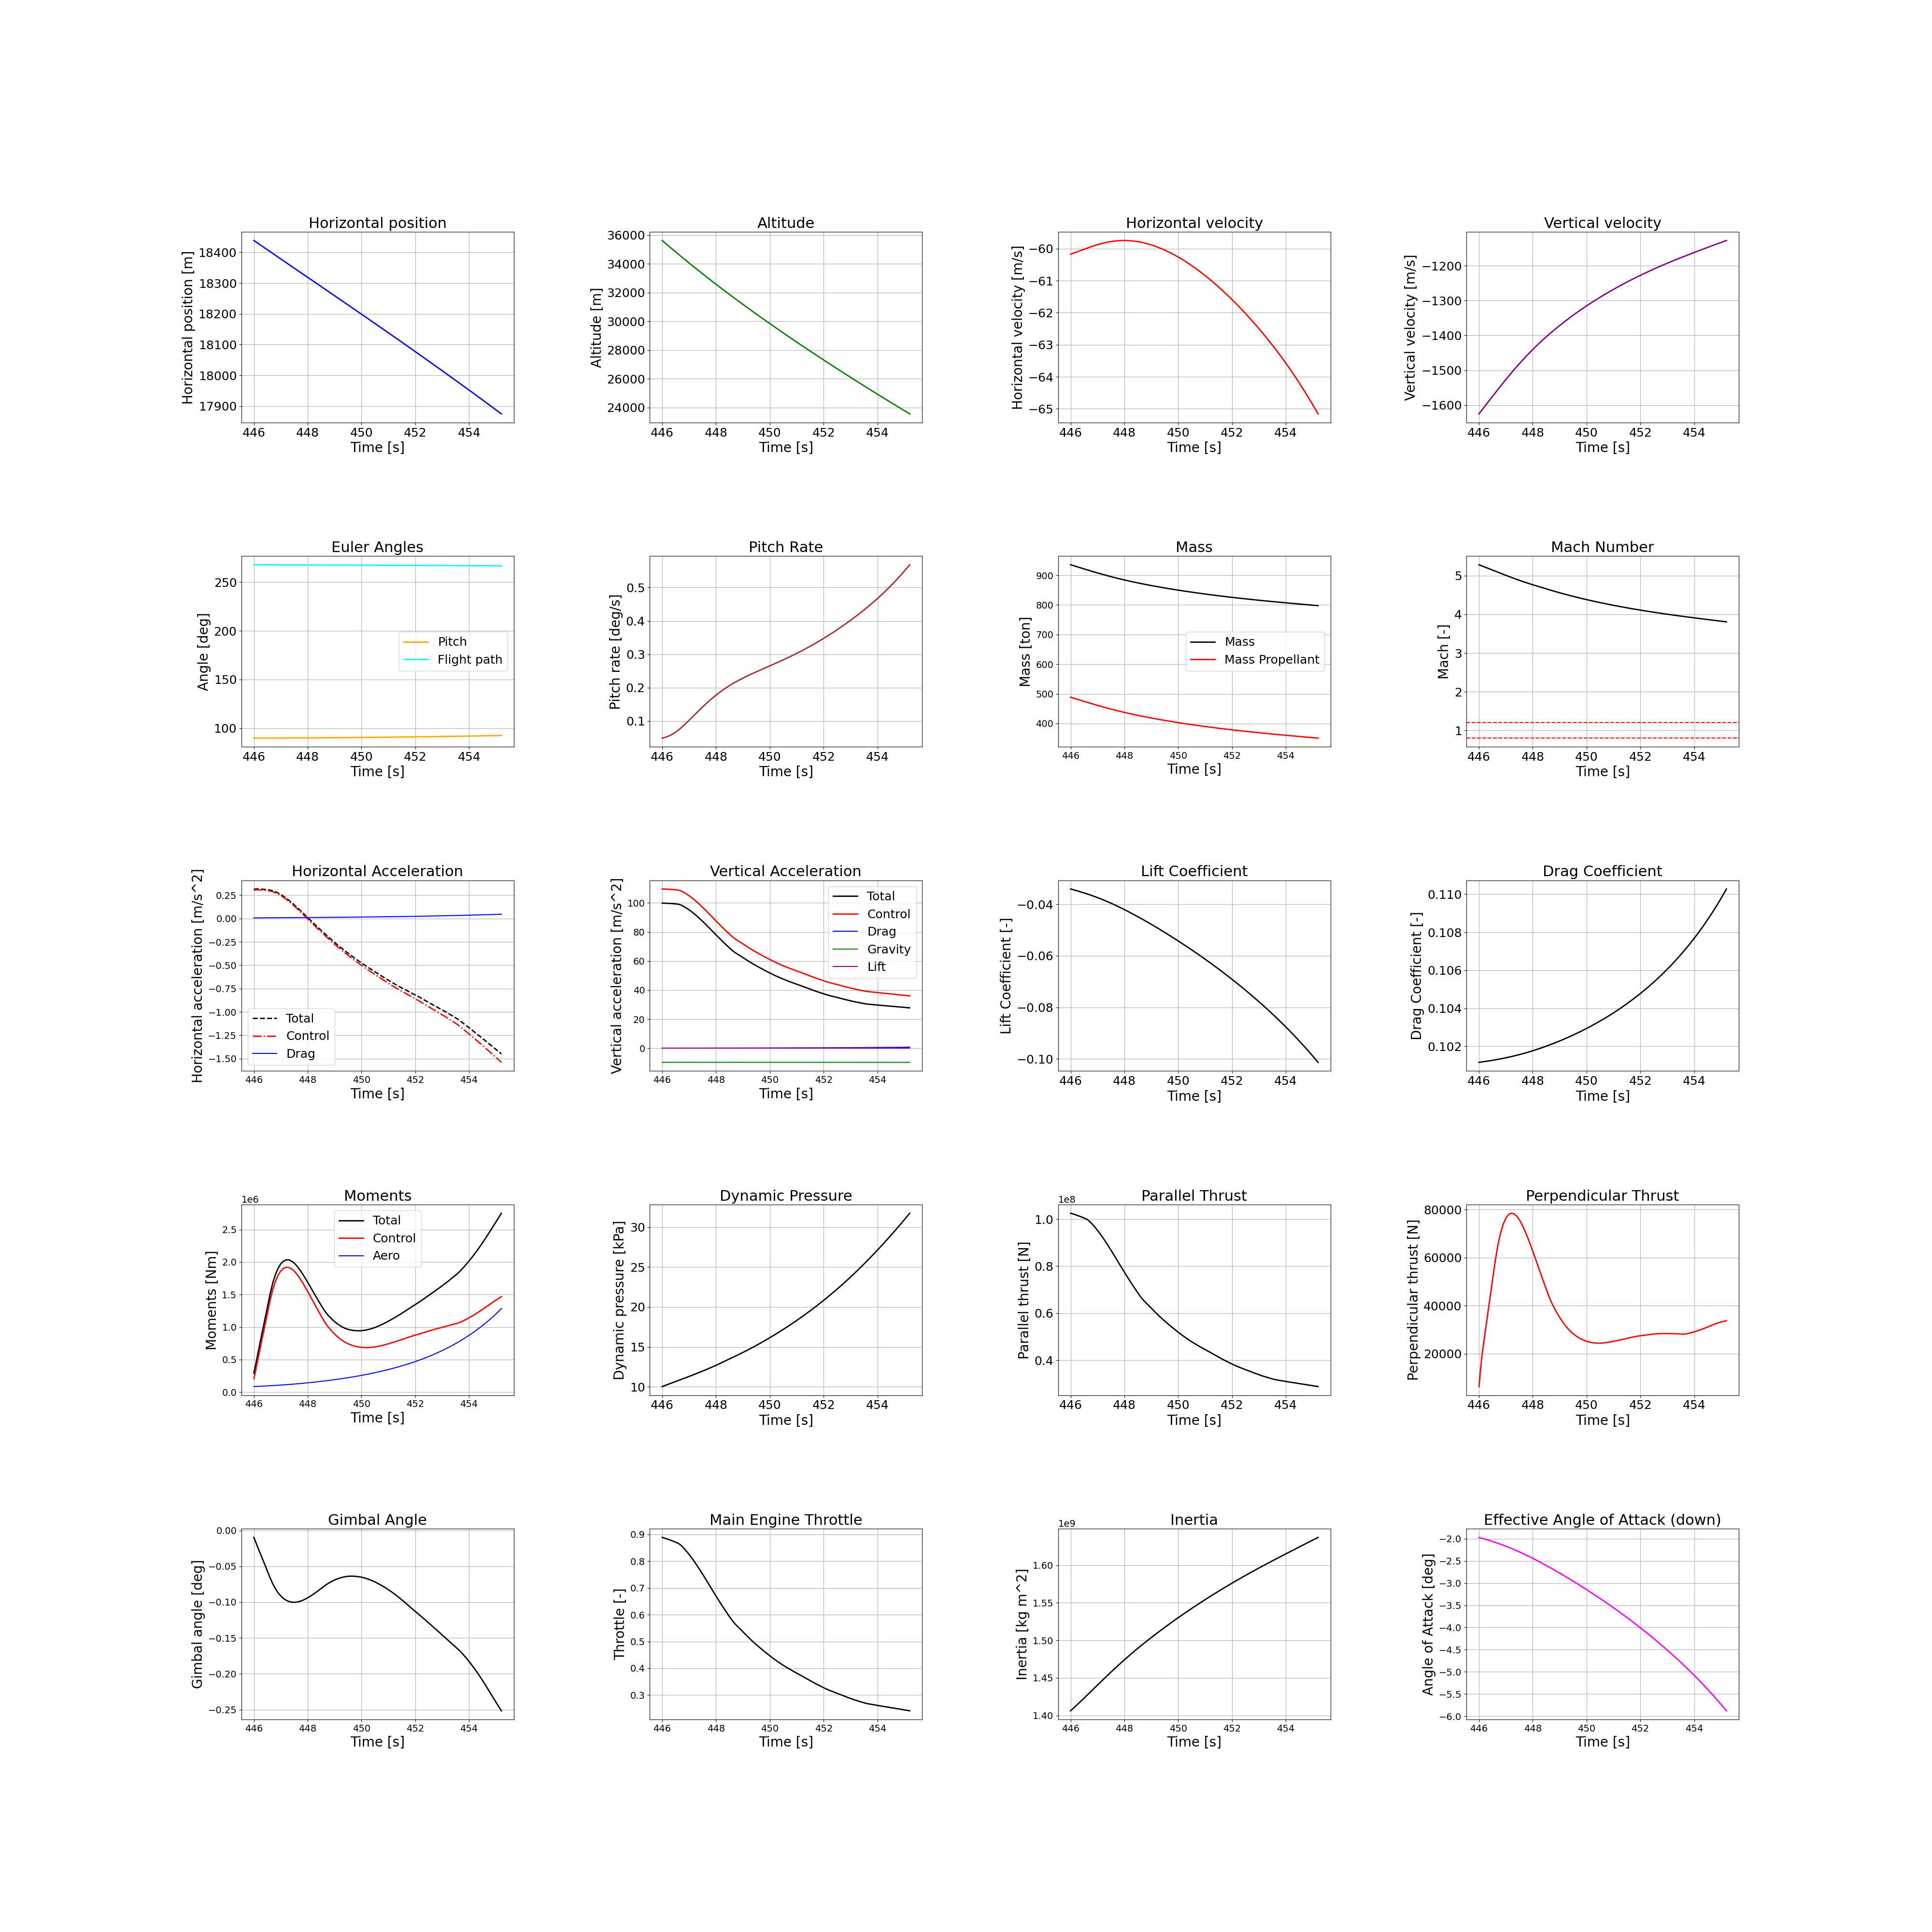 Horizontal position
Horizontal position [m]
18400
18300
18200
18100
18000
17900
446 448 450 452 454
Time [s]
Altitude
Altitude [m]
36000
34000
32000
30000
28000
26000
24000
446 448 450 452 454
Time [s]
Horizontal velocity
Horizontal velocity [m/s]
−60
−61
−62
−63
−64
−65
446 448 450 452 454
Time [s]
Vertical velocity
Vertical velocity [m/s]
−1200
−1300
−1400
−1500
−1600
446 448 450 452 454
Time [s]
Euler Angles
Angle [deg]
250
200
150
100
Pitch
Flight path
446 448 450 452 454
Time [s]
Pitch Rate
Pitch rate [deg/s]
0.5
0.4
0.3
0.2
0.1
446 448 450 452 454
Time [s]
Mass
Mass [ton]
900
800
700
600
500
400
Mass
Mass Propellant
446 448 450 452 454
Time [s]
Mach Number
Mach [-]
5
4
3
2
1
446 448 450 452 454
Time [s]
Horizontal Acceleration
Horizontal acceleration [m/s^2]
0.25
0.00
−0.25
−0.50
−0.75
−1.00
−1.25
−1.50
Total
Control
Drag
446 448 450 452 454
Time [s]
Vertical Acceleration
Vertical acceleration [m/s^2]
100
80
60
40
20
0
Total
Control
Drag
Gravity
Lift
446 448 450 452 454
Time [s]
Lift Coefficient
Lift Coefficient [-]
−0.04
−0.06
−0.08
−0.10
446 448 450 452 454
Time [s]
Drag Coefficient
Drag Coefficient [-]
0.110
0.108
0.106
0.104
0.102
446 448 450 452 454
Time [s]
Moments
1e6
Moments [Nm]
2.5
2.0
1.5
1.0
0.5
0.0
Total
Control
Aero
446 448 450 452 454
Time [s]
Dynamic Pressure
Dynamic pressure [kPa]
30
25
20
15
10
446 448 450 452 454
Time [s]
Parallel Thrust
1e8
Parallel thrust [N]
1.0
0.8
0.6
0.4
446 448 450 452 454
Time [s]
Perpendicular Thrust
Perpendicular thrust [N]
80000
60000
40000
20000
446 448 450 452 454
Time [s]
Gimbal Angle
Gimbal angle [deg]
0.00
−0.05
−0.10
−0.15
−0.20
−0.25
446 448 450 452 454
Time [s]
Main Engine Throttle
Throttle [-]
0.9
0.8
0.7
0.6
0.5
0.4
0.3
446 448 450 452 454
Time [s]
Inertia
1e9
Inertia [kg m^2]
1.60
1.55
1.50
1.45
1.40
446 448 450 452 454
Time [s]
Effective Angle of Attack (down)
Angle of Attack [deg]
−2.0
−2.5
−3.0
−3.5
−4.0
−4.5
−5.0
−5.5
−6.0
446 448 450 452 454
Time [s]